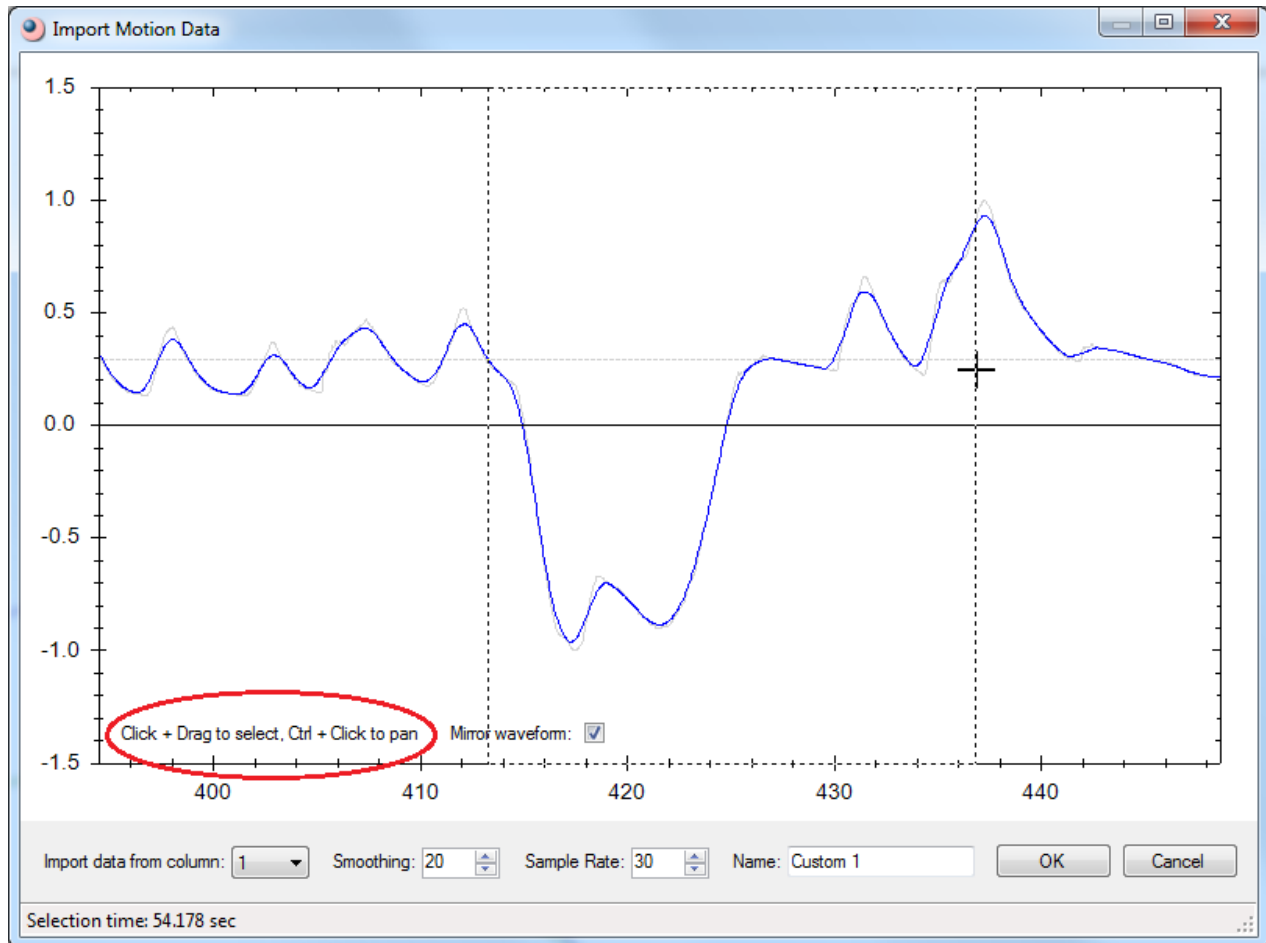 Import Motion Data
1.5
1.0
0.5
0.0
-0.5
-1.0
-1.5
Click + Drag to select, Ctrl + Click to pan Mirror waveform:
400 410 420 430 440
Import data from column: 1 Smoothing: 20 Sample Rate: 30 Name: Custom 1 OK Cancel
Selection time: 54.178 sec